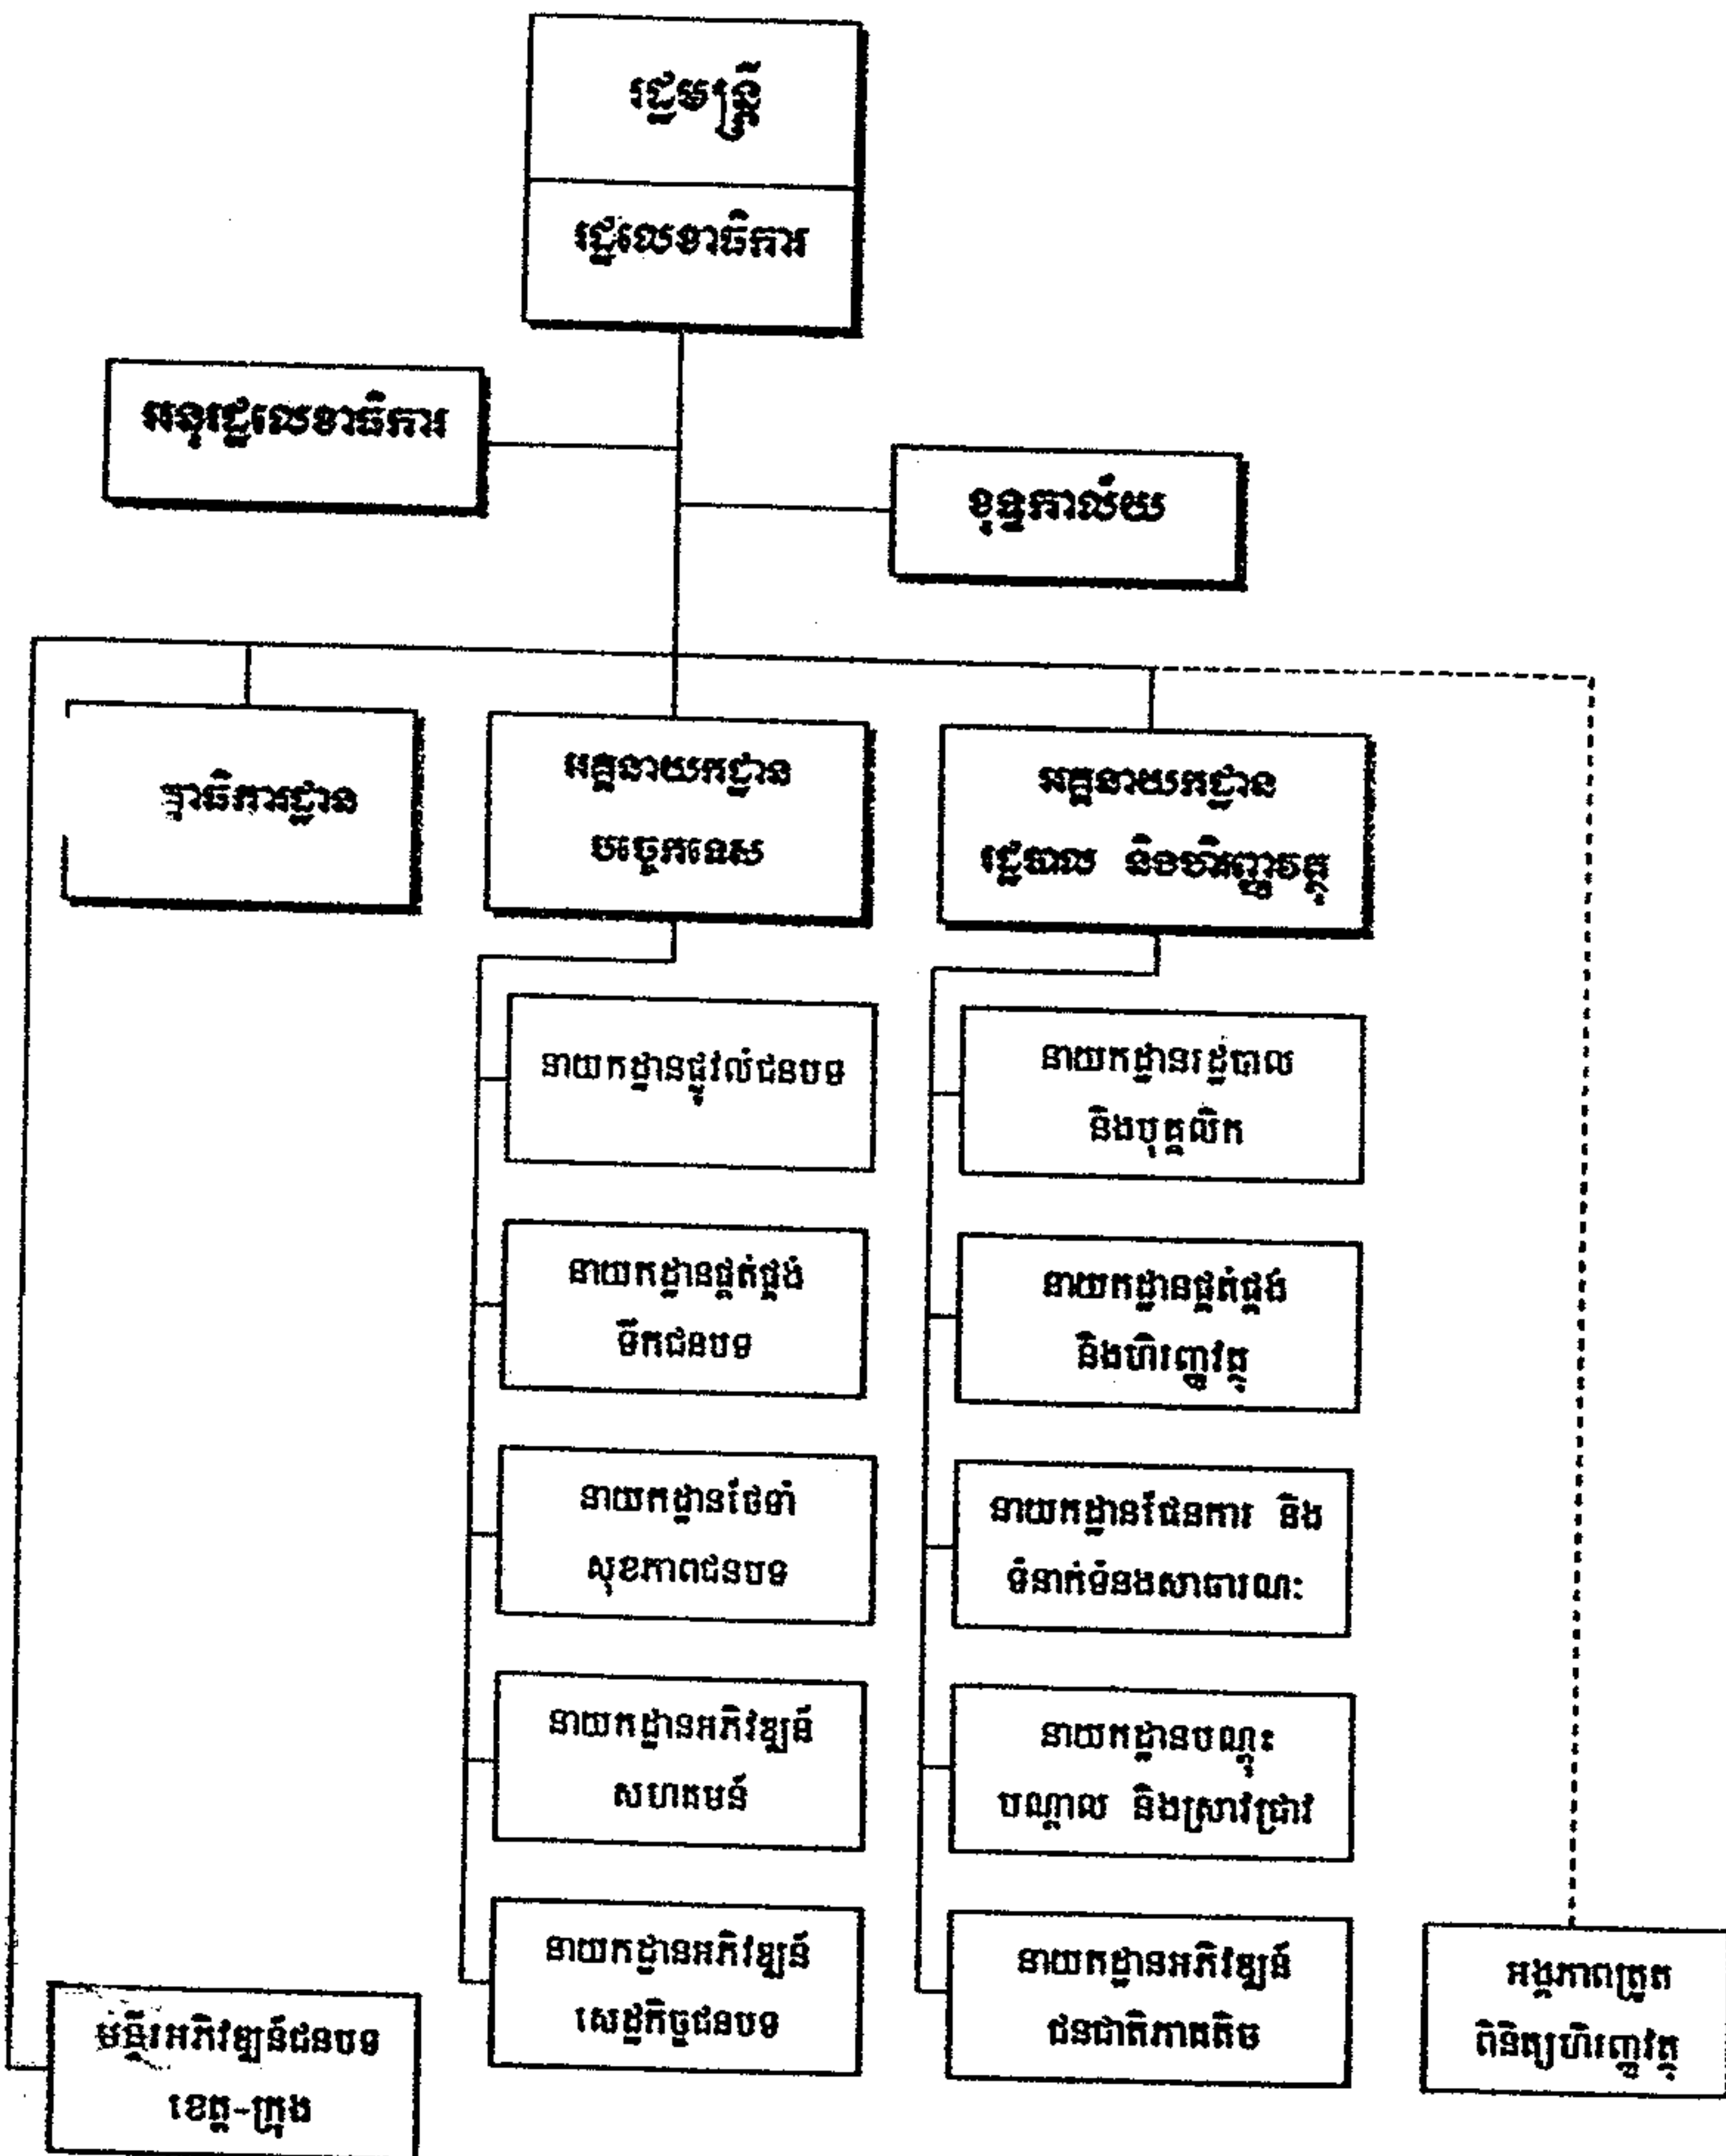 រដ្ឋមន្ត្រី
រដ្ឋលេខាធិការ
អនុរដ្ឋលេខាធិការ
ខុទ្ទកាល័យ
អគ្គនាយកដ្ឋាន
បច្ចេកទេស
អគ្គនាយកដ្ឋាន
រដ្ឋបាល និងហិរញ្ញវត្ថុ
នាយកដ្ឋានផ្លូវលំជនបទ
នាយកដ្ឋានផ្គត់ផ្គង់
ទឹកជនបទ
នាយកដ្ឋានថែទាំ
សុខភាពជនបទ
នាយកដ្ឋានអភិវឌ្ឍន៍
សហគមន៍
នាយកដ្ឋានអភិវឌ្ឍន៍
សេដ្ឋកិច្ចជនបទ
នាយកដ្ឋានរដ្ឋបាល
និងបុគ្គលិក
នាយកដ្ឋានផ្គត់ផ្គង់
និងហិរញ្ញវត្ថុ
នាយកដ្ឋានផែនការ និង
ទំនាក់ទំនងសាធារណៈ
នាយកដ្ឋានបណ្តុះ
បណ្តាល និងស្រាវជ្រាវ
នាយកដ្ឋានអភិវឌ្ឍន៍
ជនជាតិភាគតិច
មន្ទីរអភិវឌ្ឍន៍ជនបទ
ខេត្ត-ក្រុង
អង្គភាពត្រួត
ពិនិត្យហិរញ្ញវត្ថុ